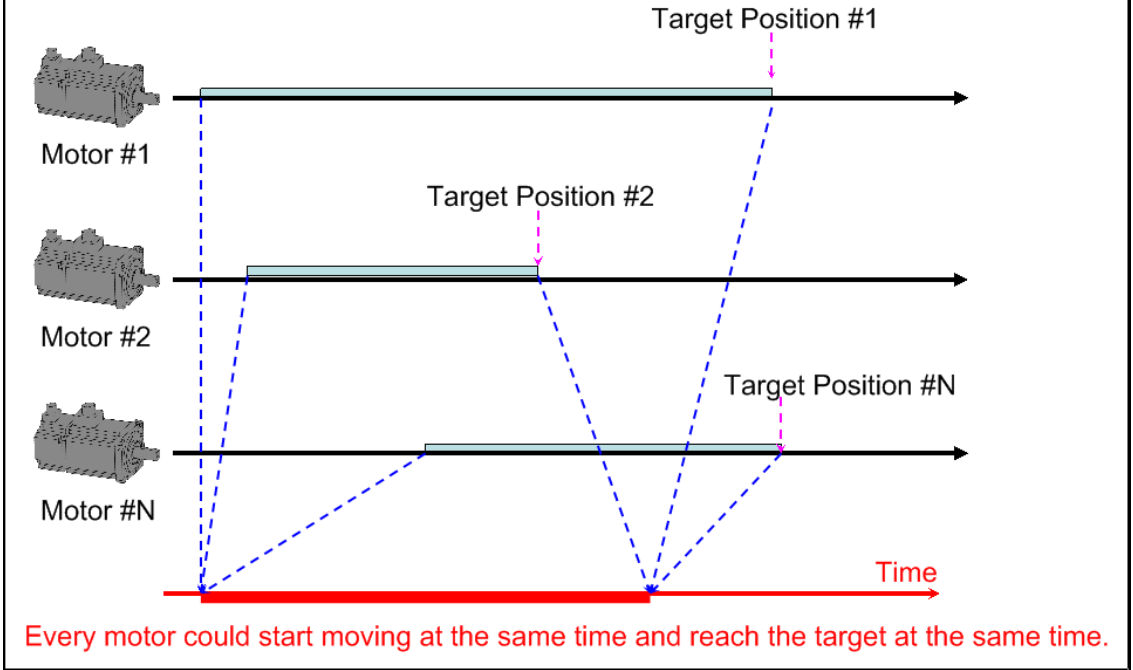 Target Position #1
Motor #1
Target Position #2
Motor #2
Target Position #N
Motor #N
Time
Every motor could start moving at the same time and reach the target at the same time.